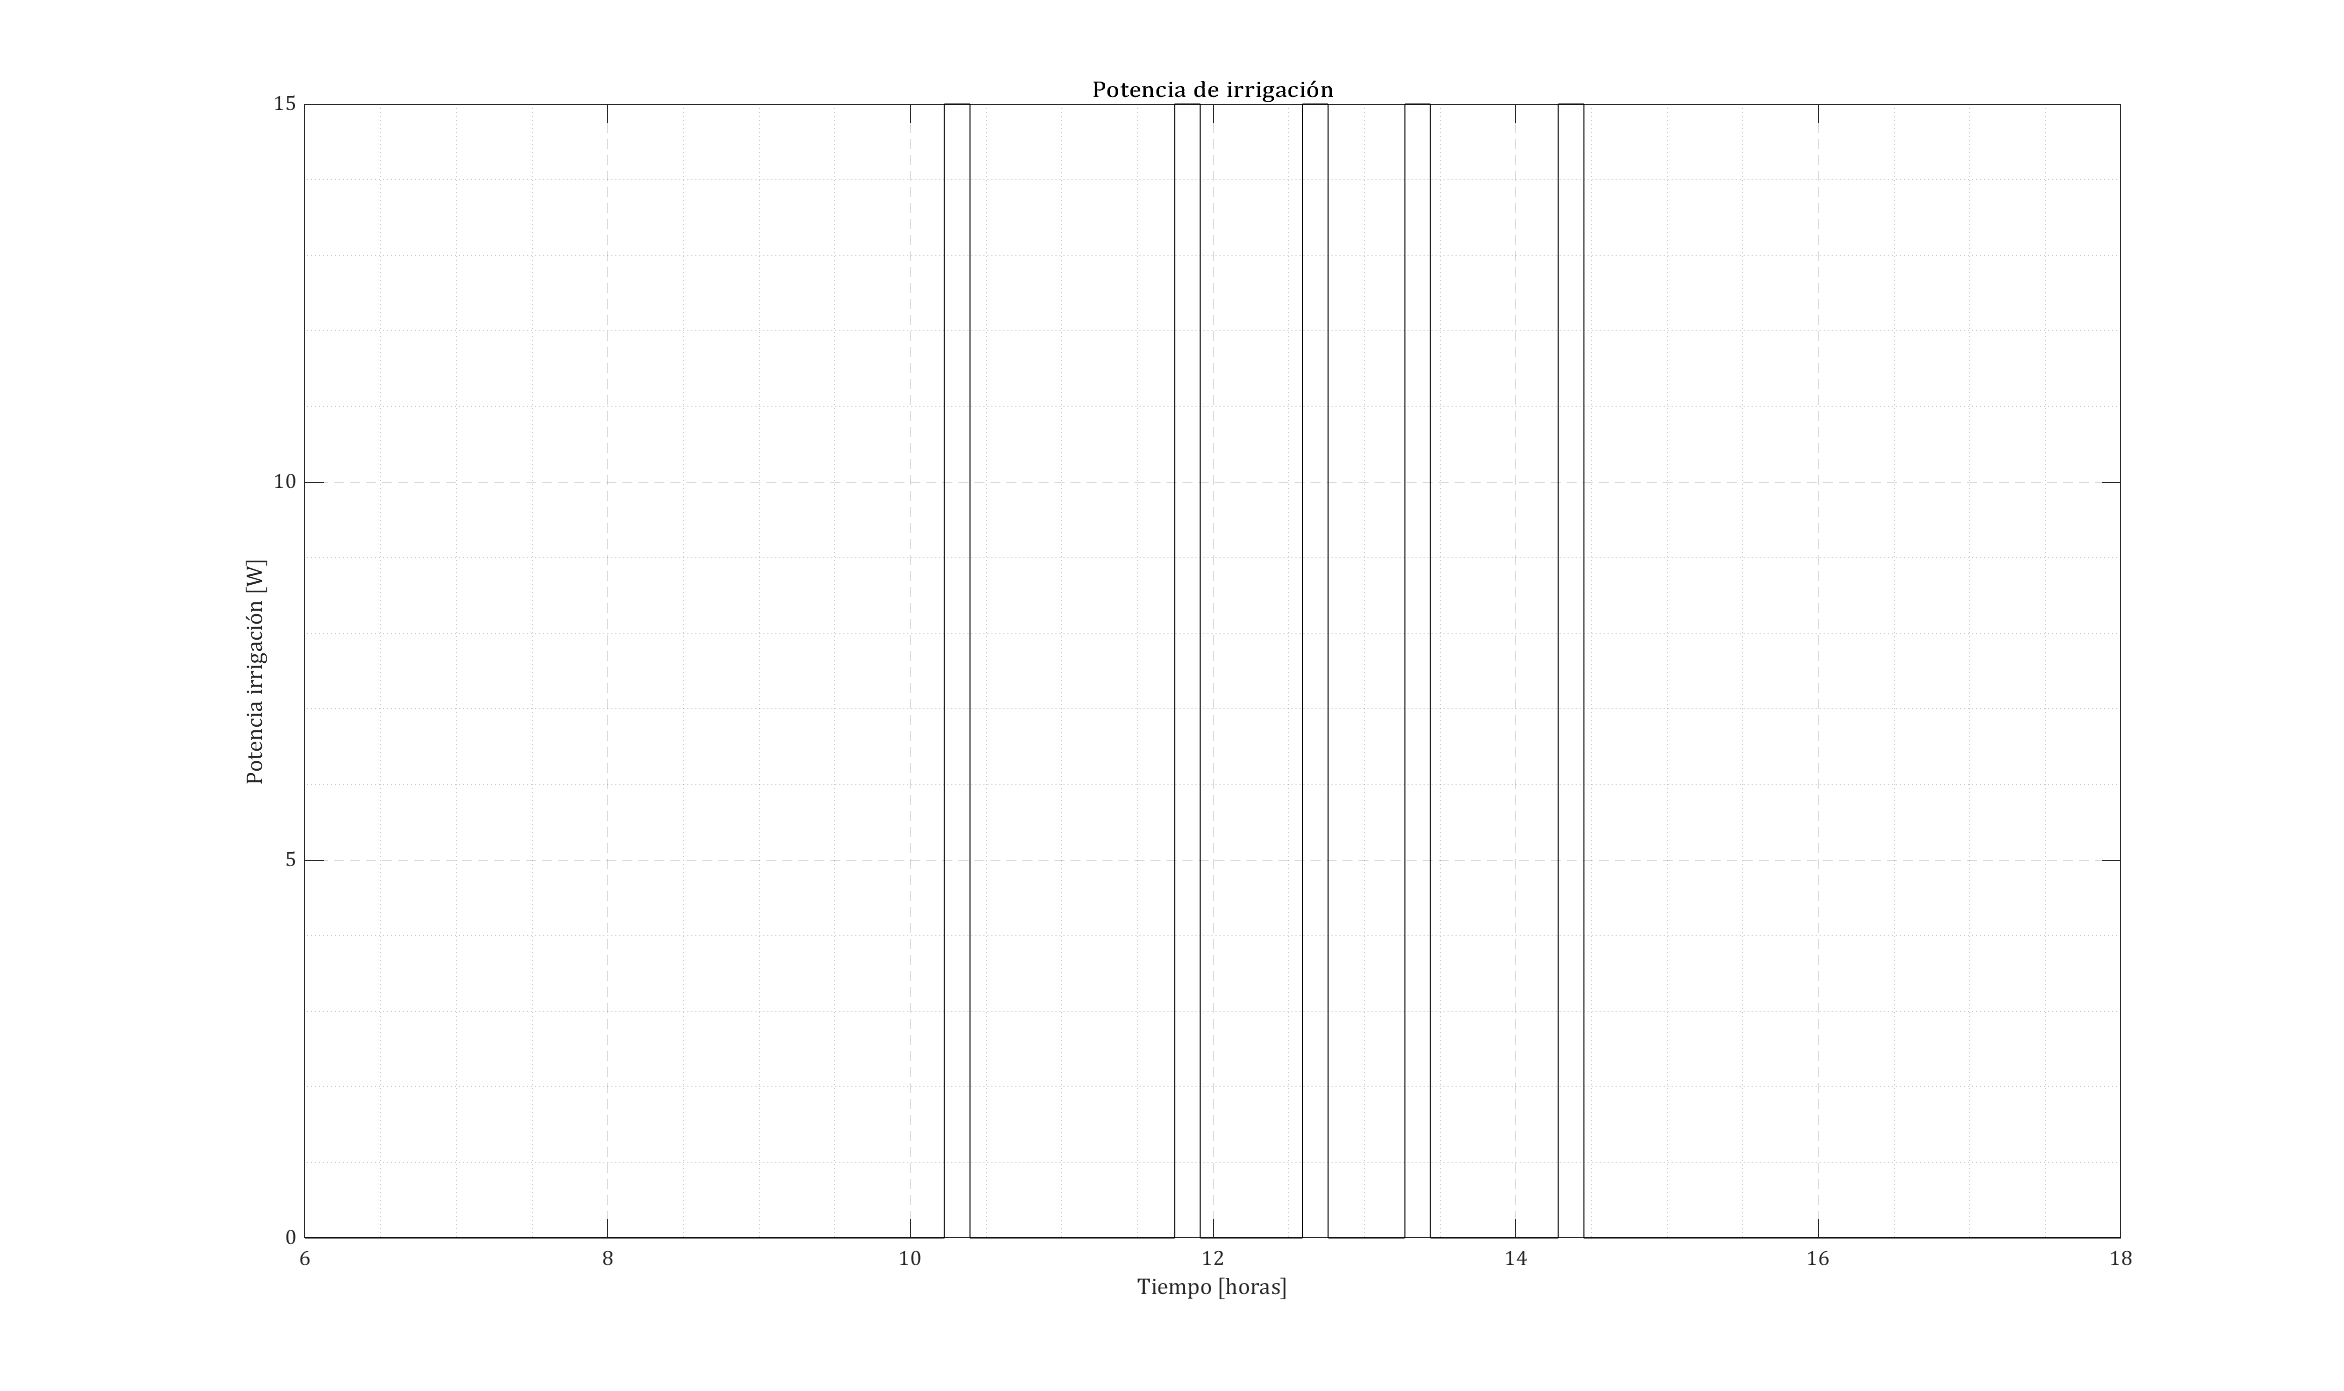 Potencia de irrigación
15
10
5
0
Potencia irrigación [W]
6 8 10 12 14 16 18
Tiempo [horas]